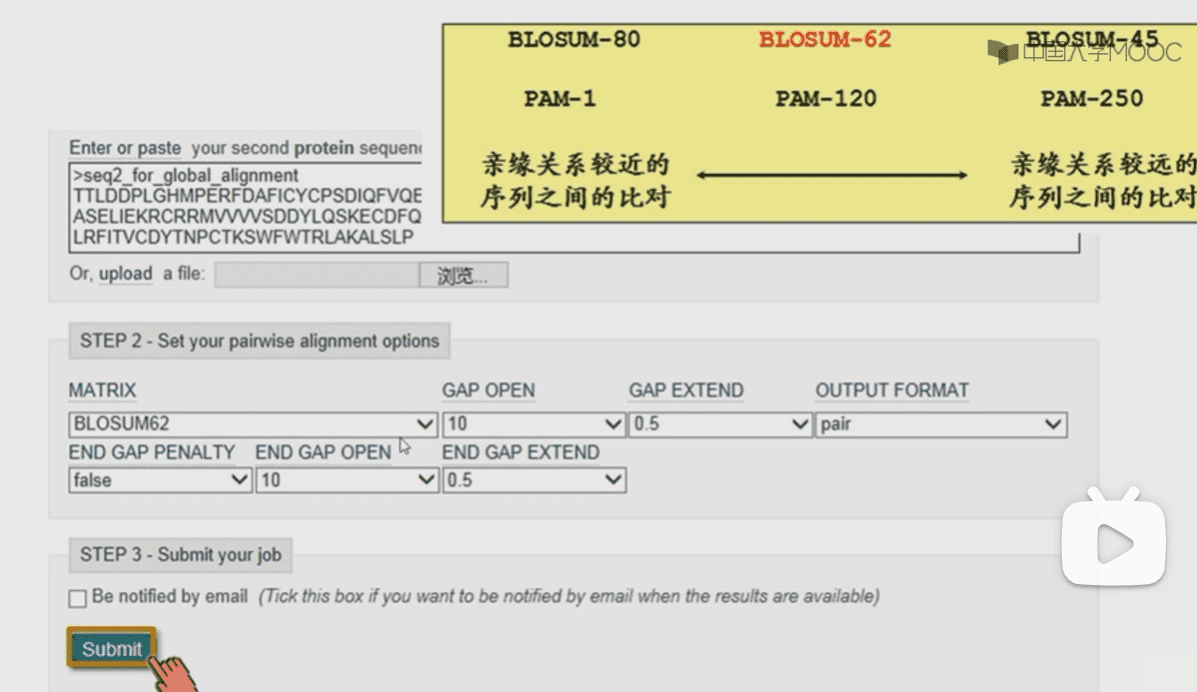 BLOSUM-80 BLOSUM-62 BLOSUM-45
中国大学MOOC
PAM-1 PAM-120 PAM-250
亲缘关系较近的 亲缘关系较远的
序列之间的比对 序列之间的比对
Enter or paste your second protein sequenc
>seq2_for_global_alignment
TTLDDPLGHMPERFDAFICYCPSDIQFVQE
ASELIEKRCRRMVVVVSDDYLQSKECDFQ
LRFITVCDYTNPCTKSWFWTRLAKALSLP
Or, upload a file: 浏览...
STEP 2 - Set your pairwise alignment options
MATRIX GAP OPEN GAP EXTEND OUTPUT FORMAT
BLOSUM62 10 0.5 pair
END GAP PENALTY END GAP OPEN END GAP EXTEND
false 10 0.5
STEP 3 - Submit your job
Be notified by email (Tick this box if you want to be notified by email when the results are available)
Submit